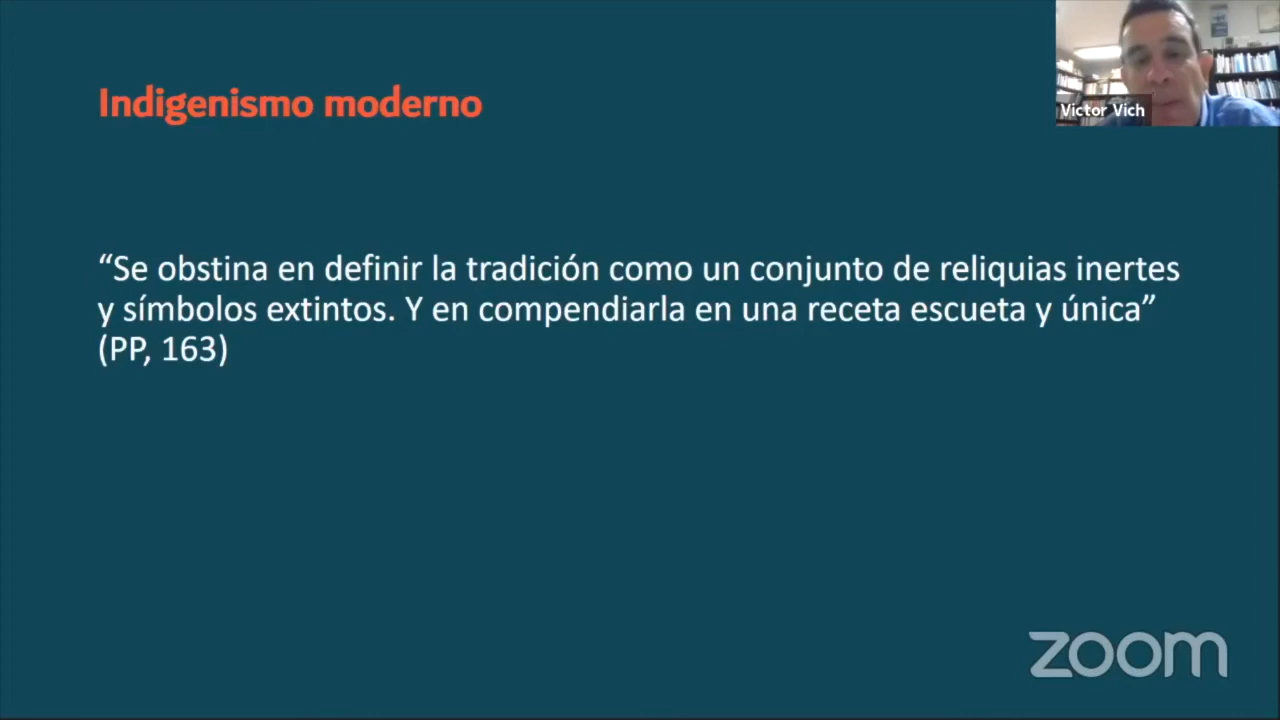 Indigenismo moderno
Victor Vich
“Se obstina en definir la tradición como un conjunto de reliquias inertes
y símbolos extintos. Y en compendiarla en una receta escueta y única”
(PP, 163)
zoom